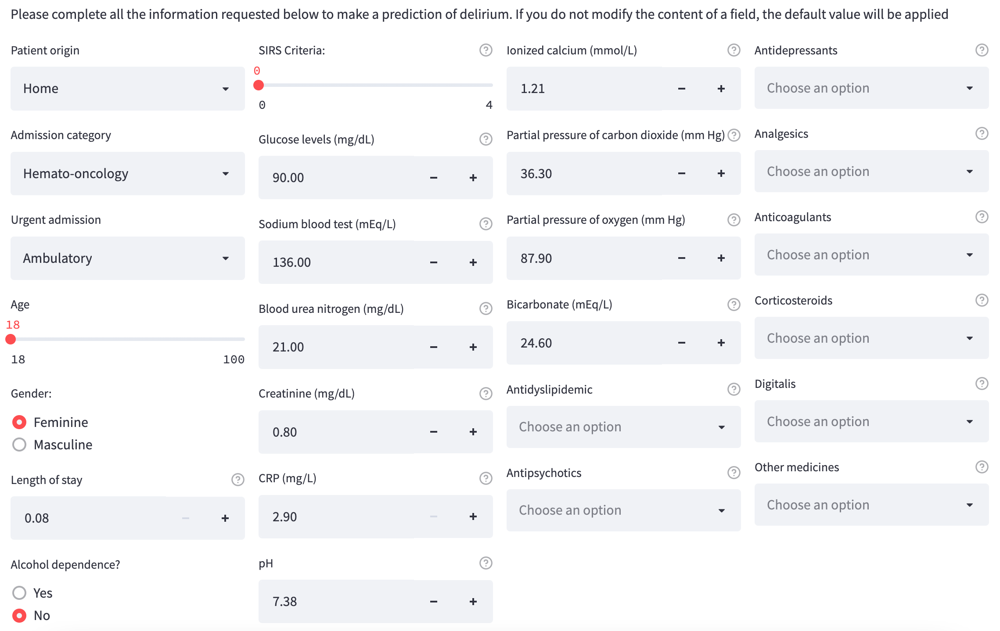 Please complete all the information requested below to make a prediction of delirium. If you do not modify the content of a field, the default value will be applied
Patient origin
Home
Admission category
Hemato-oncology
Urgent admission
Ambulatory
Age
18
18 100
Gender:
Feminine
Masculine
Length of stay ?
0.08 − +
Alcohol dependence?
Yes
No
SIRS Criteria: ?
0
0 4
Glucose levels (mg/dL) ?
90.00 − +
Sodium blood test (mEq/L) ?
136.00 − +
Blood urea nitrogen (mg/dL) ?
21.00 − +
Creatinine (mg/dL) ?
0.80 − +
CRP (mg/L) ?
2.90 − +
pH ?
7.38 − +
Ionized calcium (mmol/L) ?
1.21 − +
Partial pressure of carbon dioxide (mm Hg) ?
36.30 − +
Partial pressure of oxygen (mm Hg) ?
87.90 − +
Bicarbonate (mEq/L) ?
24.60 − +
Antidyslipidemic ?
Choose an option
Antipsychotics ?
Choose an option
Antidepressants ?
Choose an option
Analgesics ?
Choose an option
Anticoagulants ?
Choose an option
Corticosteroids ?
Choose an option
Digitalis ?
Choose an option
Other medicines ?
Choose an option